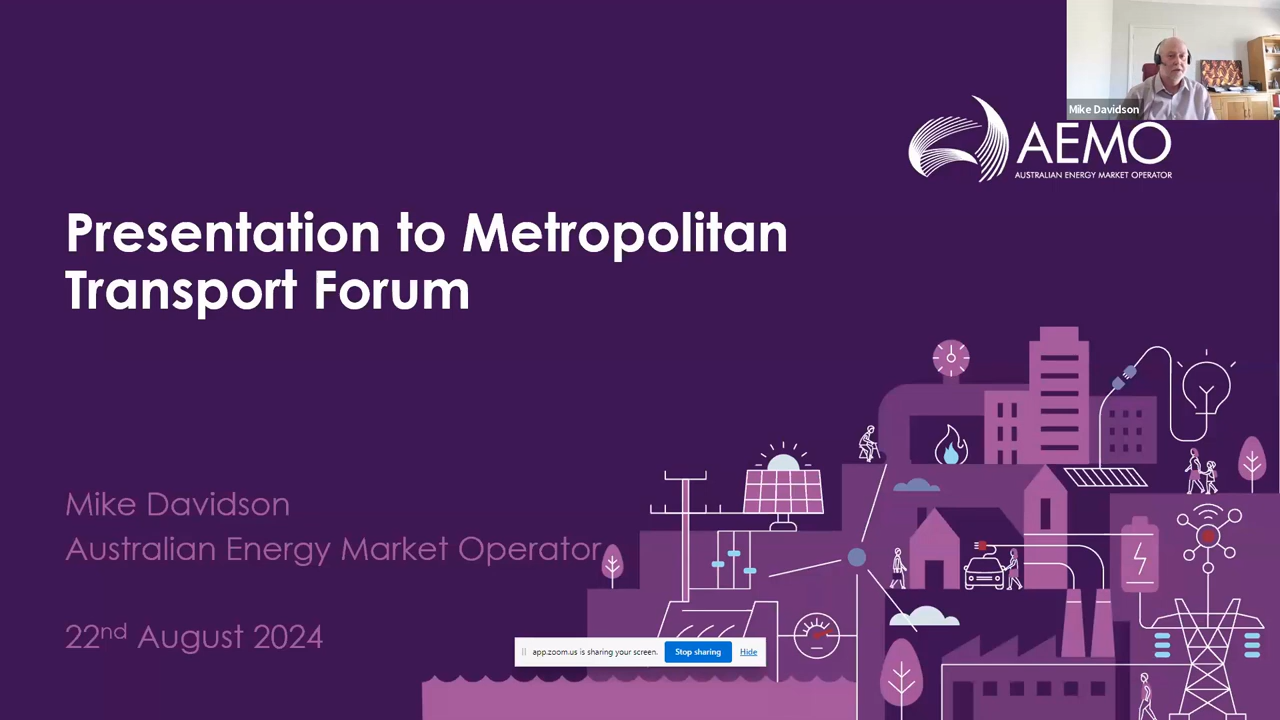 Mike Davidson
AEMO
AUSTRALIAN ENERGY MARKET OPERATOR
Presentation to Metropolitan
Transport Forum
Mike Davidson
Australian Energy Market Operator
22nd August 2024
app.zoom.us is sharing your screen. Stop sharing Hide